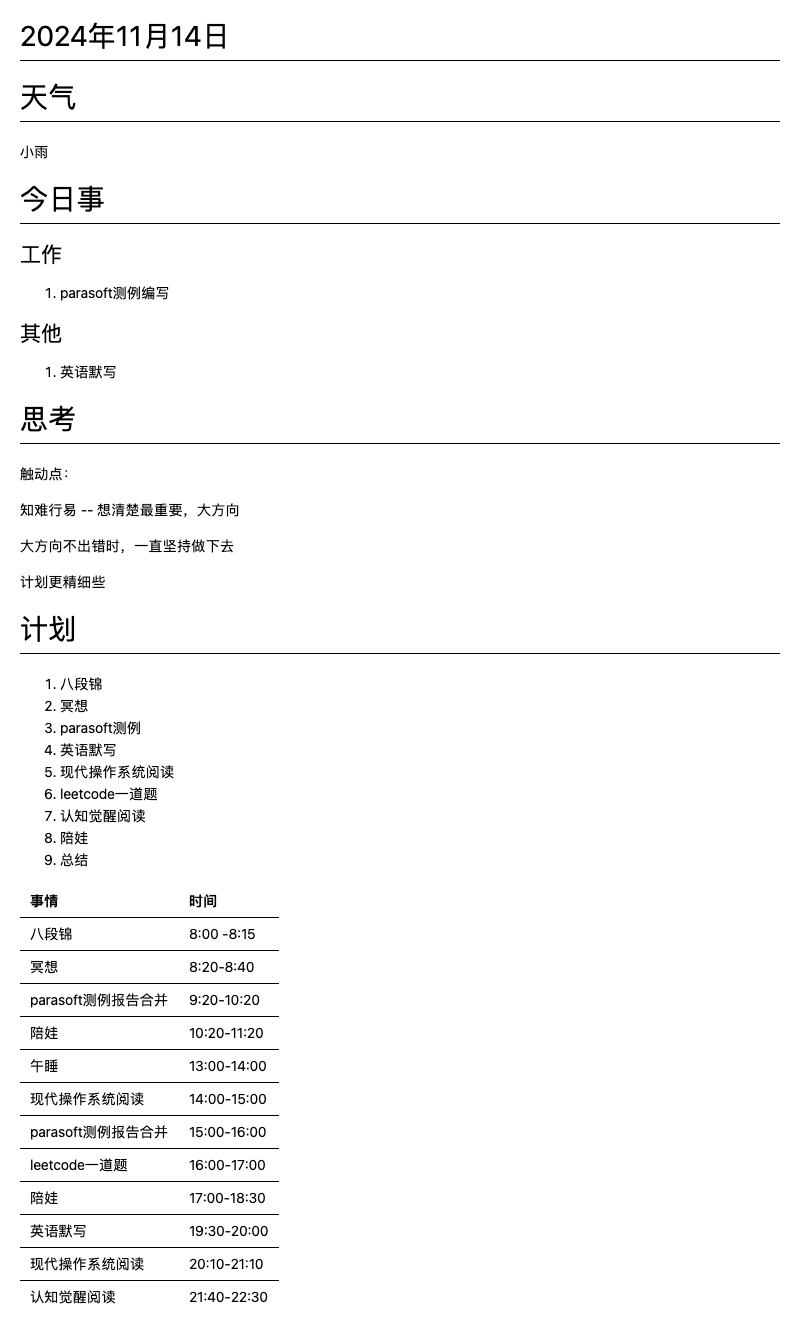 2024年11月14日
天气
小雨
今日事
工作
1. parasoft测例编写
其他
1. 英语默写
思考
触动点：
知难行易 -- 想清楚最重要，大方向
大方向不出错时，一直坚持做下去
计划更精细些
计划
1. 八段锦
2. 冥想
3. parasoft测例
4. 英语默写
5. 现代操作系统阅读
6. leetcode一道题
7. 认知觉醒阅读
8. 陪娃
9. 总结
事情 时间
八段锦 8:00 -8:15
冥想 8:20-8:40
parasoft测例报告合并 9:20-10:20
陪娃 10:20-11:20
午睡 13:00-14:00
现代操作系统阅读 14:00-15:00
parasoft测例报告合并 15:00-16:00
leetcode一道题 16:00-17:00
陪娃 17:00-18:30
英语默写 19:30-20:00
现代操作系统阅读 20:10-21:10
认知觉醒阅读 21:40-22:30